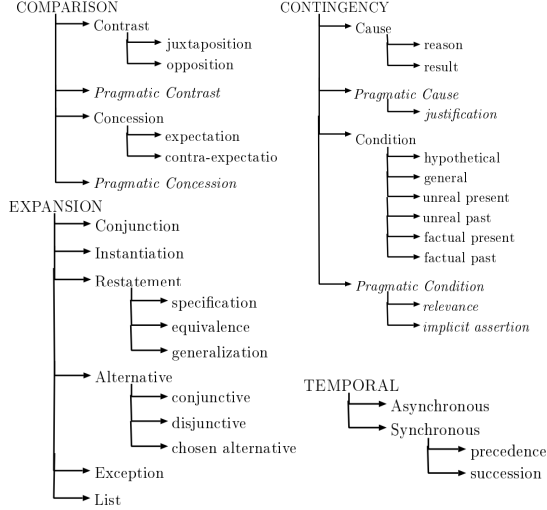 COMPARISON
Contrast
juxtaposition
opposition
Pragmatic Contrast
Concession
expectation
contra-expectatio
Pragmatic Concession
EXPANSION
Conjunction
Instantiation
Restatement
specification
equivalence
generalization
Alternative
conjunctive
disjunctive
chosen alternative
Exception
List
CONTINGENCY
Cause
reason
result
Pragmatic Cause
justification
Condition
hypothetical
general
unreal present
unreal past
factual present
factual past
Pragmatic Condition
relevance
implicit assertion
TEMPORAL
Asynchronous
Synchronous
precedence
succession